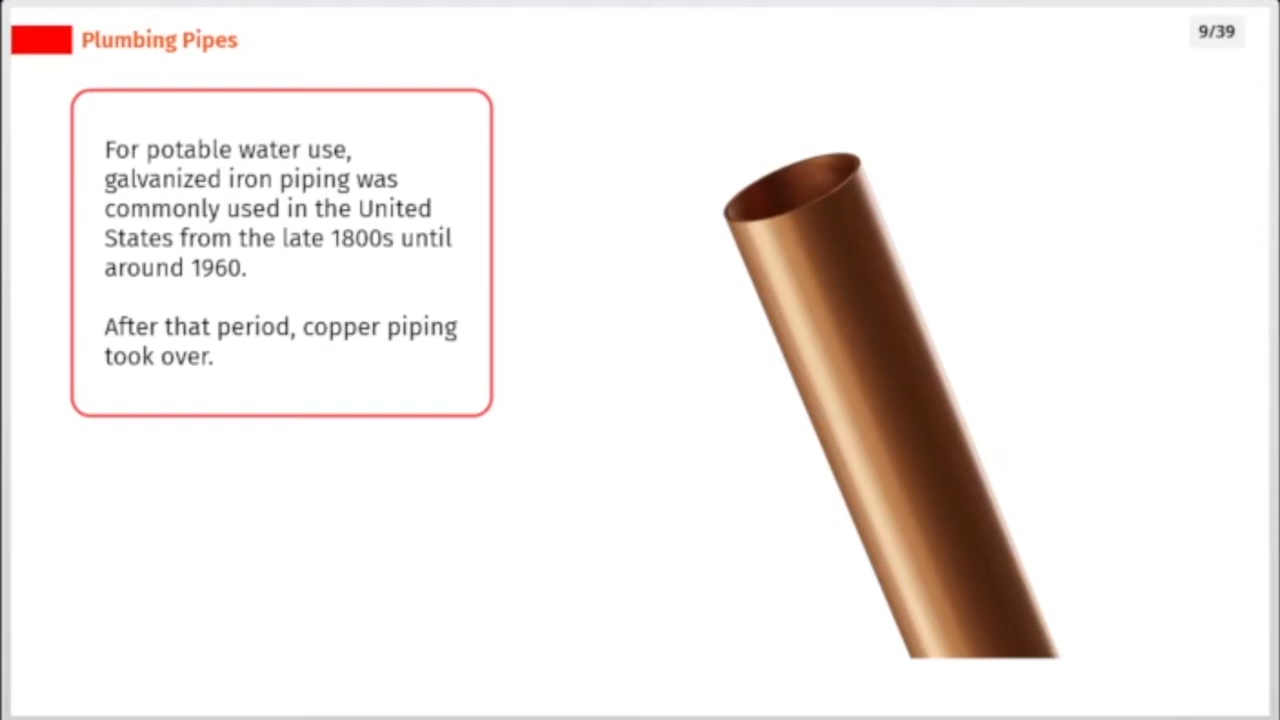 Plumbing Pipes
9/39
For potable water use,
galvanized iron piping was
commonly used in the United
States from the late 1800s until
around 1960.
After that period, copper piping
took over.